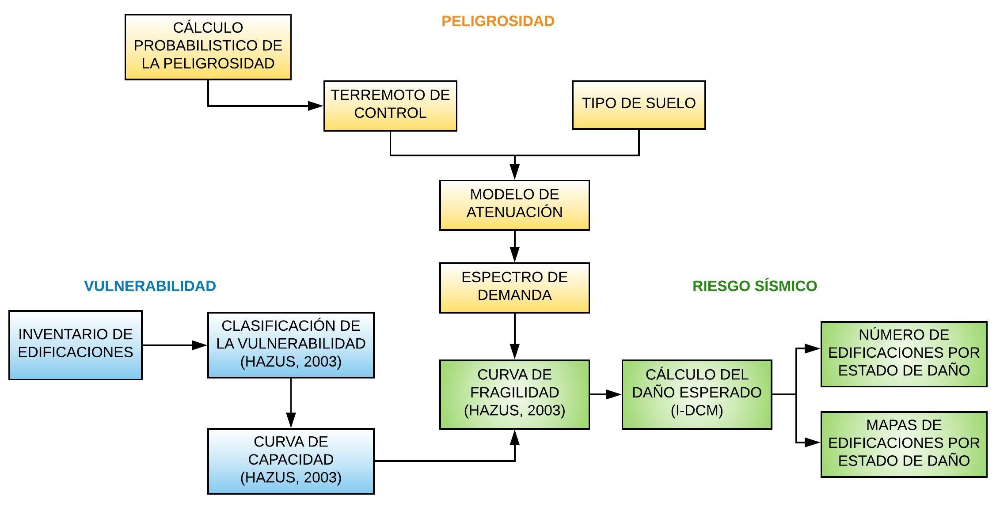 CÁLCULO
PROBABILISTICO DE
LA PELIGROSIDAD
PELIGROSIDAD
TERREMOTO DE
CONTROL
TIPO DE SUELO
MODELO DE
ATENUACIÓN
ESPECTRO DE
DEMANDA
VULNERABILIDAD
INVENTARIO DE
EDIFICACIONES
CLASIFICACIÓN DE
LA VULNERABILIDAD
(HAZUS, 2003)
CURVA DE
CAPACIDAD
(HAZUS, 2003)
RIESGO SÍSMICO
CURVA DE
FRAGILIDAD
(HAZUS, 2003)
CÁLCULO DEL
DAÑO ESPERADO
(I-DCM)
NÚMERO DE
EDIFICACIONES POR
ESTADO DE DAÑO
MAPAS DE
EDIFICACIONES POR
ESTADO DE DAÑO